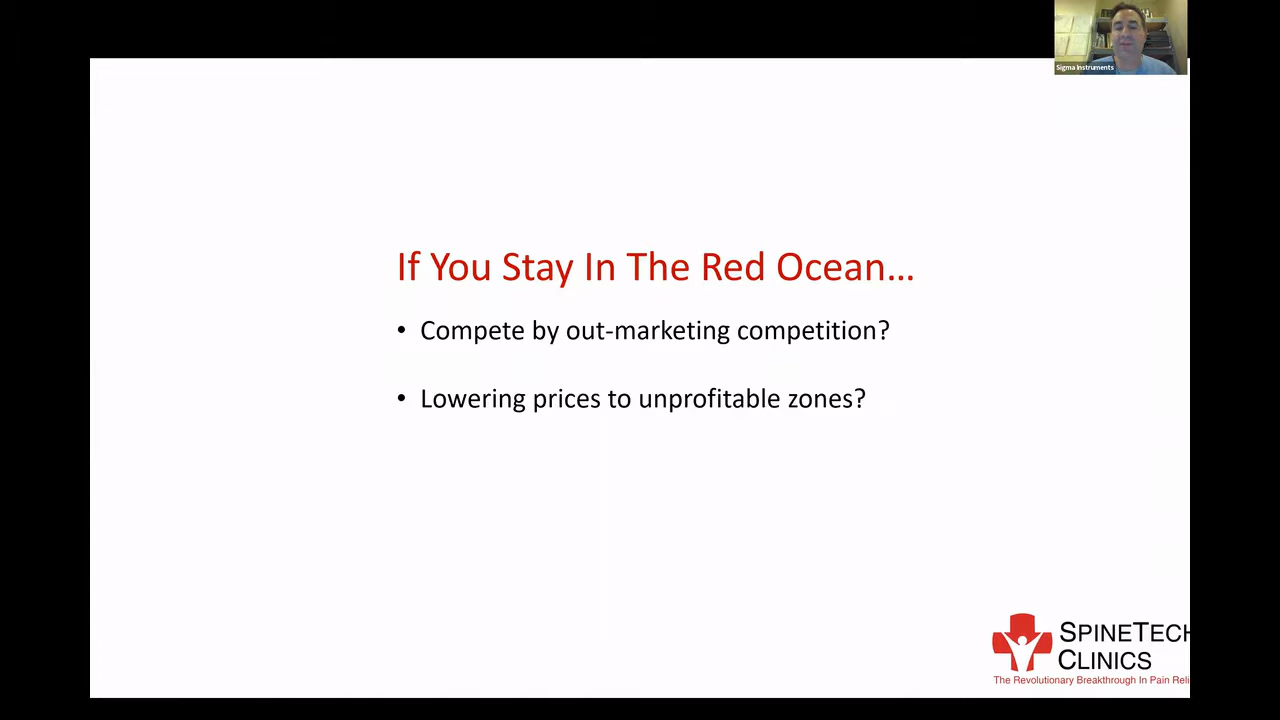 Sigma Instruments
If You Stay In The Red Ocean...
• Compete by out-marketing competition?
• Lowering prices to unprofitable zones?
SPINETECH
CLINICS
The Revolutionary Breakthrough In Pain Reli